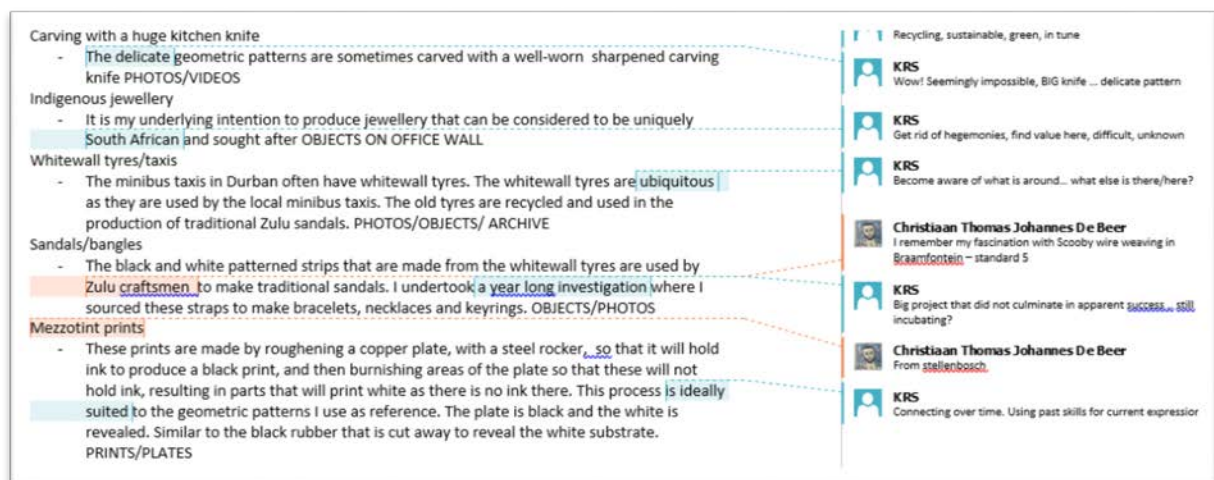 Carving with a huge kitchen knife
- The delicate geometric patterns are sometimes carved with a well-worn sharpened carving
knife PHOTOS/VIDEOS
Indigenous jewellery
- It is my underlying intention to produce jewellery that can be considered to be uniquely
South African and sought after OBJECTS ON OFFICE WALL
Whitewall tyres/taxis
- The minibus taxis in Durban often have whitewall tyres. The whitewall tyres are ubiquitous
as they are used by the local minibus taxis. The old tyres are recycled and used in the
production of traditional Zulu sandals. PHOTOS/OBJECTS/ ARCHIVE
Sandals/bangles
- The black and white patterned strips that are made from the whitewall tyres are used by
Zulu craftsmen to make traditional sandals. I undertook a year long investigation where I
sourced these straps to make bracelets, necklaces and keyrings. OBJECTS/PHOTOS
Mezzotint prints
- These prints are made by roughening a copper plate, with a steel rocker, so that it will hold
ink to produce a black print, and then burnishing areas of the plate so that these will not
hold ink, resulting in parts that will print white as there is no ink there. This process is ideally
suited to the geometric patterns I use as reference. The plate is black and the white is
revealed. Similar to the black rubber that is cut away to reveal the white substrate.
PRINTS/PLATES
Recycling, sustainable, green, in tune
KRS
Wow! Seemingly impossible, BIG knife ... delicate pattern
KRS
Get rid of hegemonies, find value here, difficult, unknown
KRS
Become aware of what is around... what else is there/here?
Christiaan Thomas Johannes De Beer
I remember my fascination with Scooby wire weaving in
Braamfontein – standard 5
KRS
Big project that did not culminate in apparent success... still
incubating?
Christiaan Thomas Johannes De Beer
From stellenbosch
KRS
Connecting over time. Using past skills for current expression